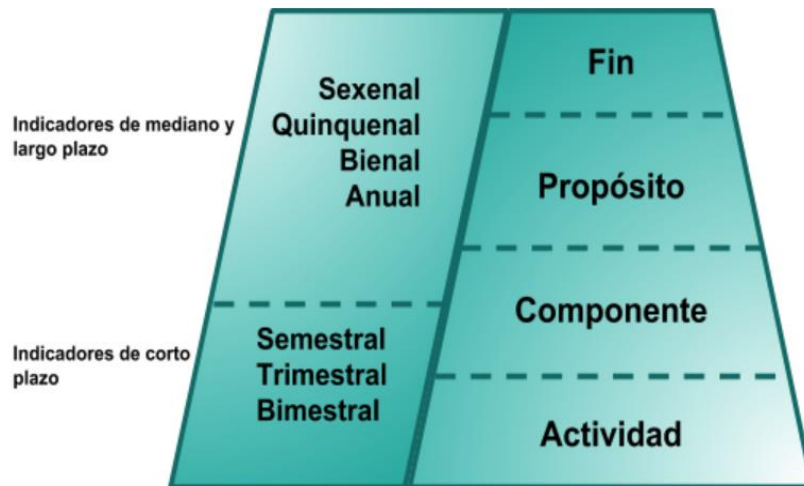 Indicadores de mediano y
largo plazo
Sexenal
Quinquenal
Bienal
Anual
Indicadores de corto
plazo
Semestral
Trimestral
Bimestral
Fin
Propósito
Componente
Actividad